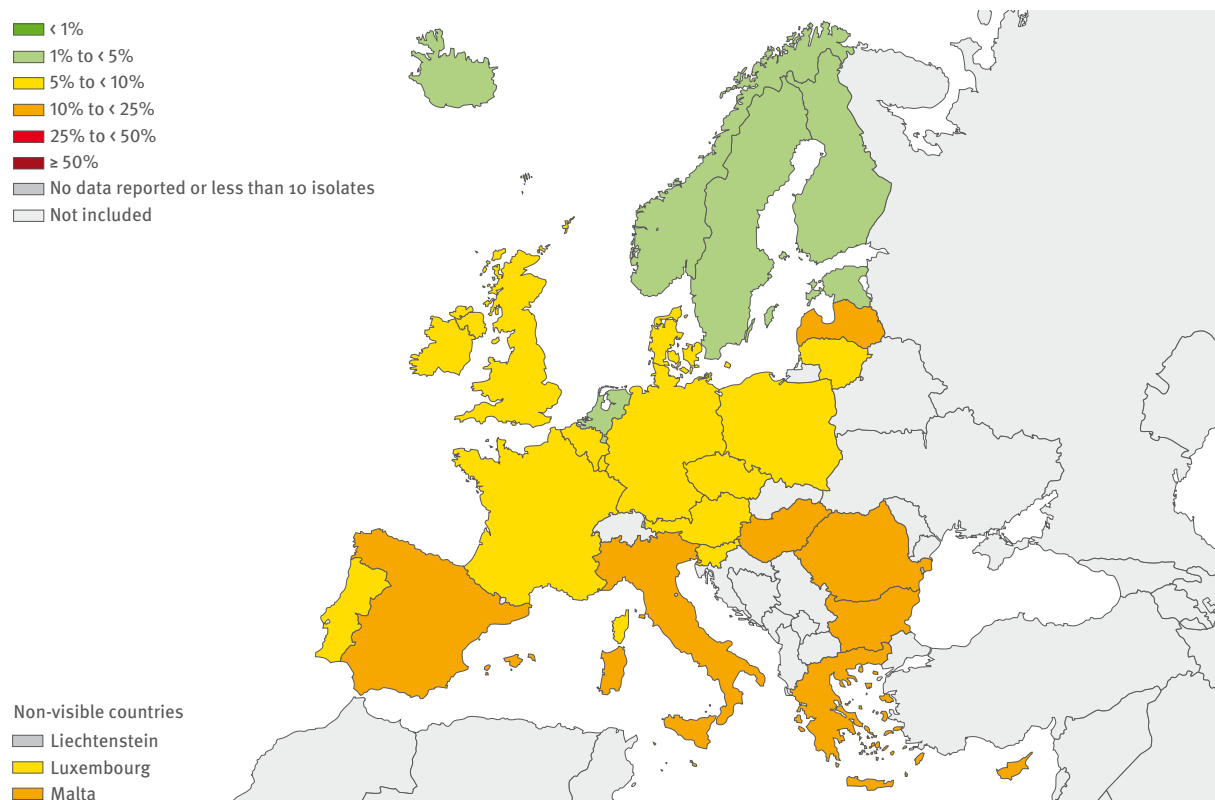 < 1%
1% to < 5%
5% to < 10%
10% to < 25%
25% to < 50%
≥ 50%
No data reported or less than 10 isolates
Not included
Non-visible countries
Liechtenstein
Luxembourg
Malta